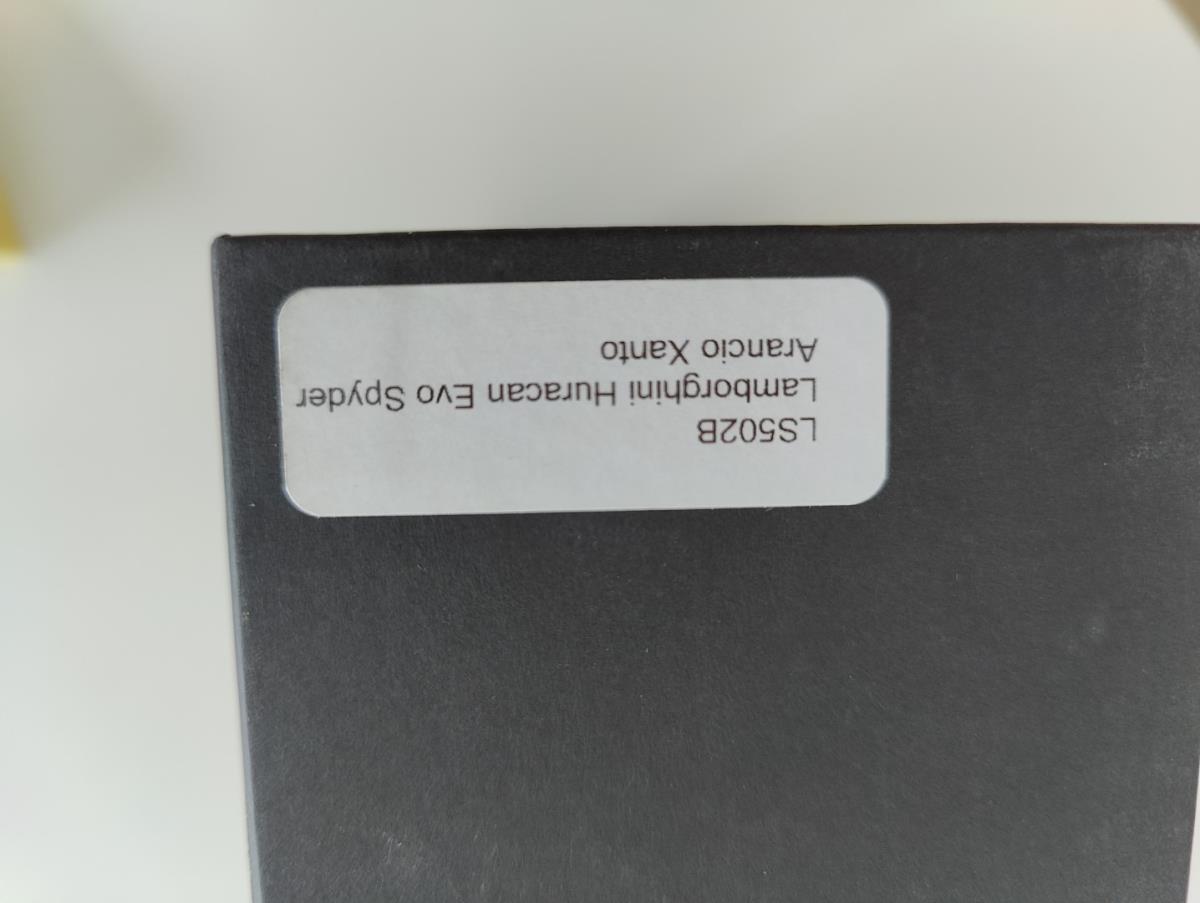 LS502B
Lamborghini Huracan Evo Spyder
Arancio Xanto